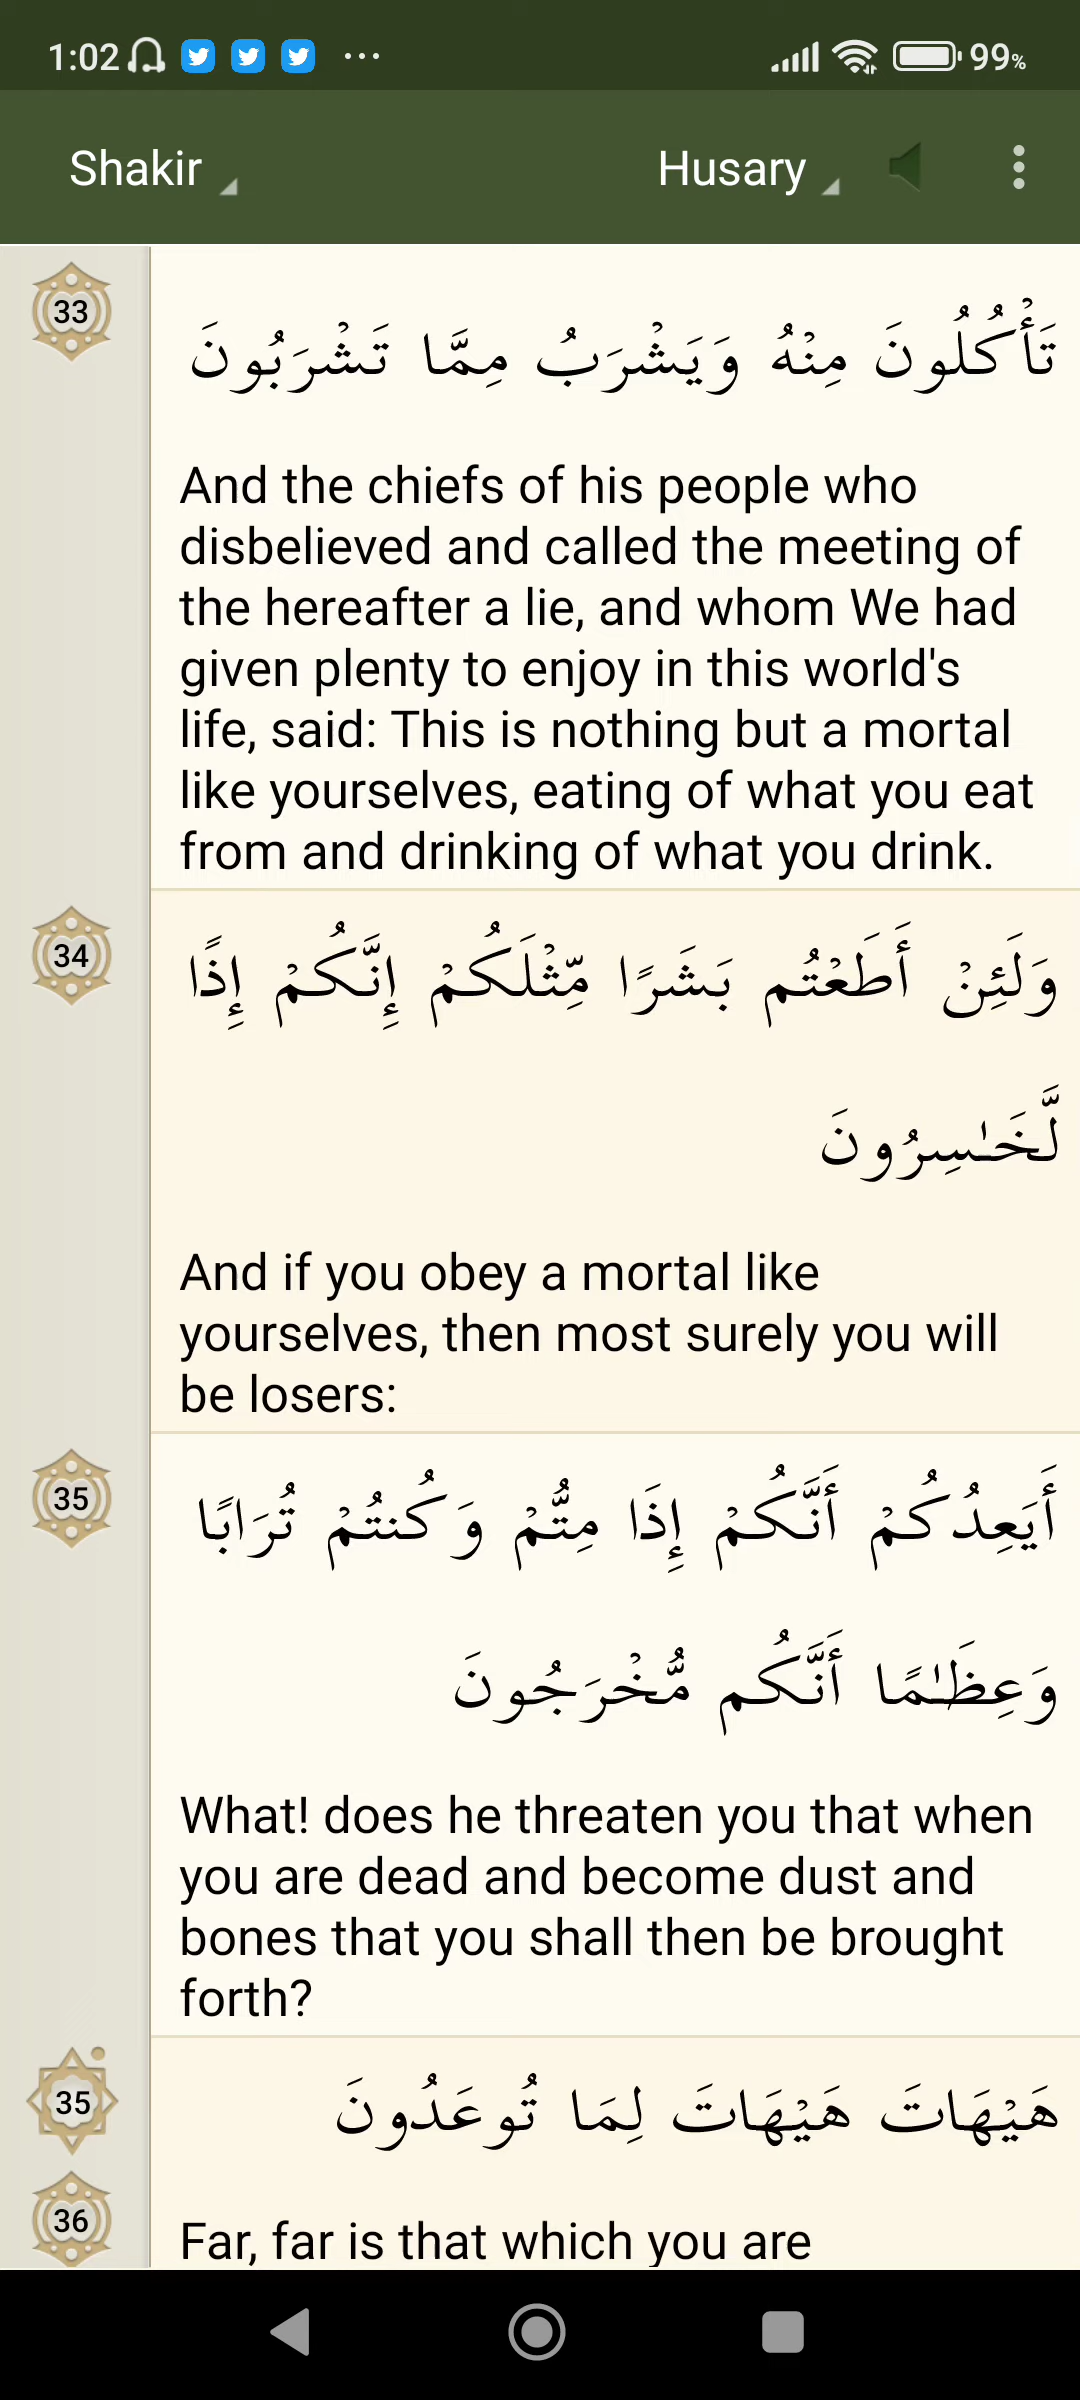 1:02 ... 99%
Shakir Husary
33
تَأْكُلُونَ مِنْهُ وَيَشْرَبُ مِمَّا تَشْرَبُونَ
And the chiefs of his people who
disbelieved and called the meeting of
the hereafter a lie, and whom We had
given plenty to enjoy in this world's
life, said: This is nothing but a mortal
like yourselves, eating of what you eat
from and drinking of what you drink.
34
وَلَئِنْ أَطَعْتُم بَشَرًا مِّثْلَكُمْ إِنَّكُمْ إِذًا
لَّخَـٰسِرُونَ
And if you obey a mortal like
yourselves, then most surely you will
be losers:
35
أَيَعِدُكُمْ أَنَّكُمْ إِذَا مِتُّمْ وَكُنتُمْ تُرَابًا
وَعِظَـٰمًا أَنَّكُم مُّخْرَجُونَ
What! does he threaten you that when
you are dead and become dust and
bones that you shall then be brought
forth?
35
هَيْهَاتَ هَيْهَاتَ لِمَا تُوعَدُونَ
36
Far, far is that which you are